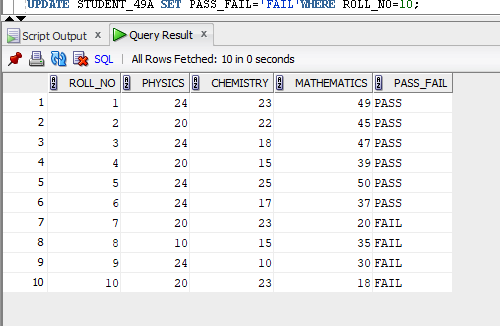 UPDATE STUDENT_49A SET PASS_FAIL='FAIL'WHERE ROLL_NO=10;
Script Output x Query Result x
SQL | All Rows Fetched: 10 in 0 seconds
ROLL_NO PHYSICS CHEMISTRY MATHEMATICS PASS_FAIL
1 1 24 23 49 PASS
2 2 20 22 45 PASS
3 3 24 18 47 PASS
4 4 20 15 39 PASS
5 5 24 25 50 PASS
6 6 24 17 37 PASS
7 7 20 23 20 FAIL
8 8 10 15 35 FAIL
9 9 24 10 30 FAIL
10 10 20 23 18 FAIL